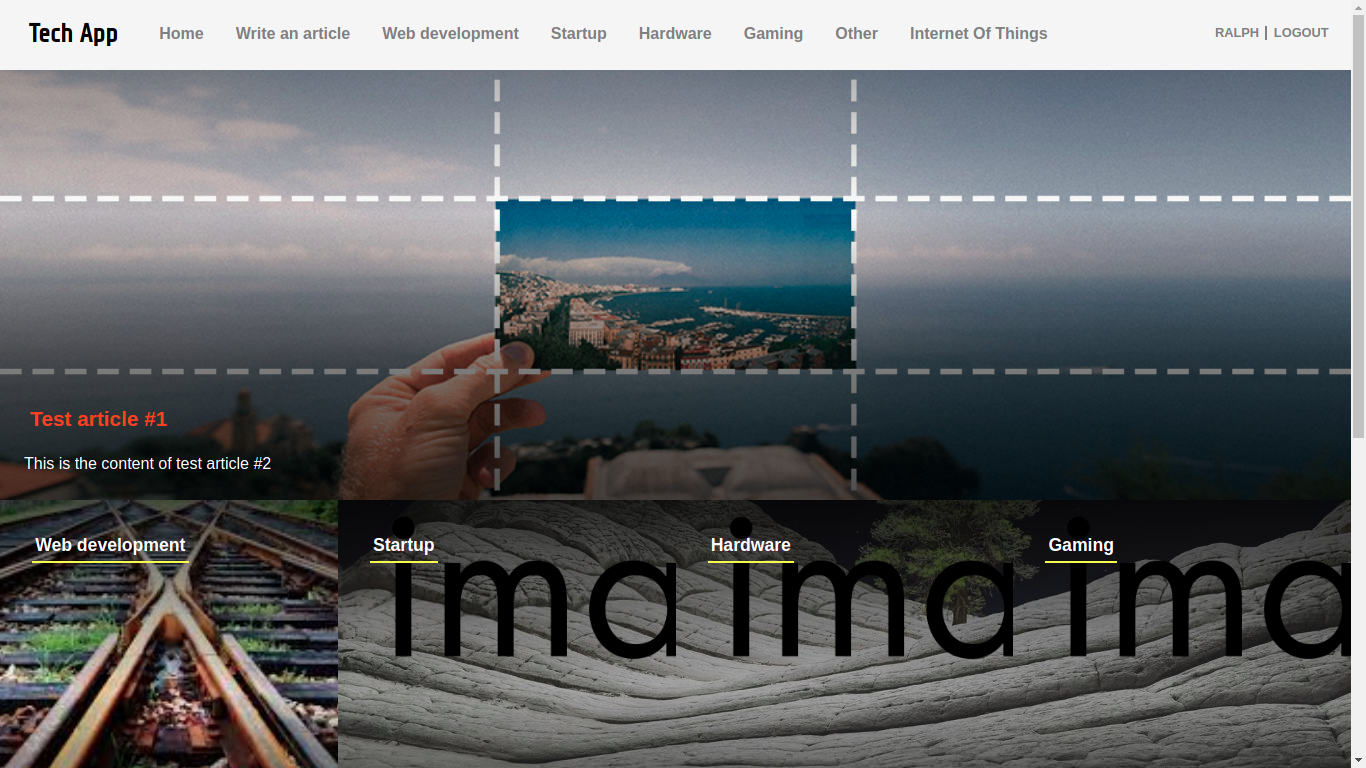 Tech App Home Write an article Web development Startup Hardware Gaming Other Internet Of Things RALPH | LOGOUT
Test article #1
This is the content of test article #2
Web development Startup Hardware Gaming
ima ima ima